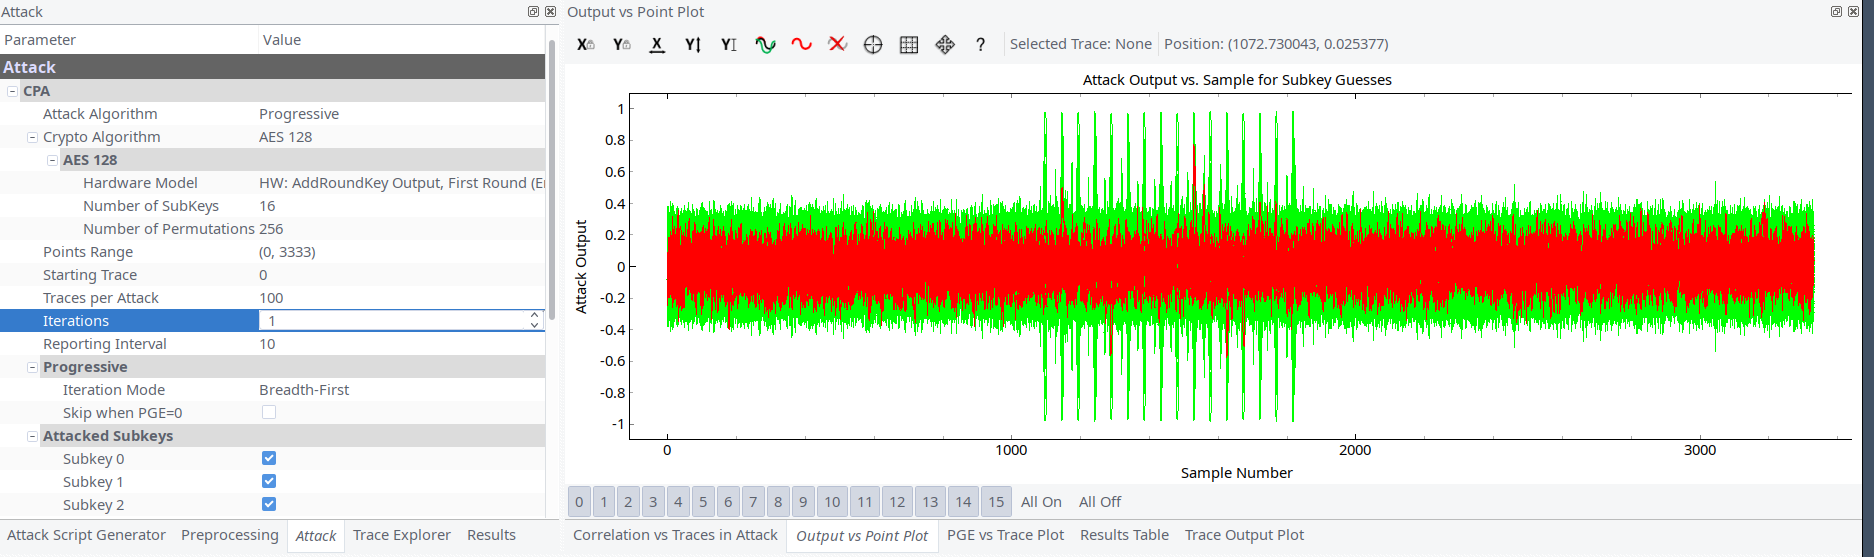 Attack
Parameter Value
Attack
CPA
Attack Algorithm Progressive
Crypto Algorithm AES 128
AES 128
Hardware Model HW: AddRoundKey Output, First Round (E
Number of SubKeys 16
Number of Permutations 256
Points Range (0, 3333)
Starting Trace 0
Traces per Attack 100
Iterations 1
Reporting Interval 10
Progressive
Iteration Mode Breadth-First
Skip when PGE=0
Attacked Subkeys
Subkey 0
Subkey 1
Subkey 2
Attack Script Generator Preprocessing Attack Trace Explorer Results
Output vs Point Plot
X Y X Y Y ? Selected Trace: None Position: (1072.730043, 0.025377)
Attack Output vs. Sample for Subkey Guesses
Attack Output
1
0.8
0.6
0.4
0.2
0
-0.2
-0.4
-0.6
-0.8
-1
0 1000 2000 3000
Sample Number
0 1 2 3 4 5 6 7 8 9 10 11 12 13 14 15 All On All Off
Correlation vs Traces in Attack Output vs Point Plot PGE vs Trace Plot Results Table Trace Output Plot